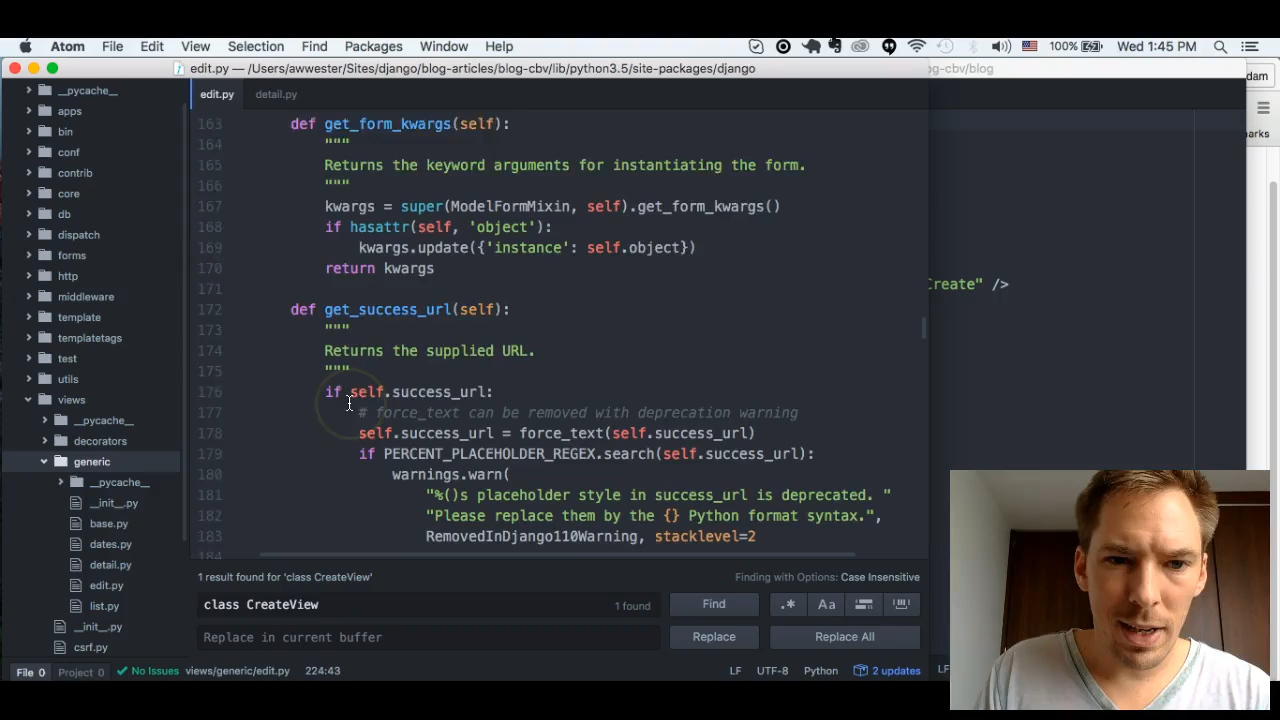 Atom File Edit View Selection Find Packages Window Help 100% Wed 1:45 PM
edit.py — /Users/awwester/Sites/django/blog-articles/blog-cbv/lib/python3.5/site-packages/django
og-cbv/blog
dam
edit.py detail.py
arks
__pycache__
apps
bin
conf
contrib
core
db
dispatch
forms
http
middleware
template
templatetags
test
utils
views
__pycache__
decorators
generic
__pycache__
__init__.py
base.py
dates.py
detail.py
edit.py
list.py
__init__.py
csrf.py
163 def get_form_kwargs(self):
164 """
165 Returns the keyword arguments for instantiating the form.
166 """
167 kwargs = super(ModelFormMixin, self).get_form_kwargs()
168 if hasattr(self, 'object'):
169 kwargs.update({'instance': self.object})
170 return kwargs
171
172 def get_success_url(self):
173 """
174 Returns the supplied URL.
175 """
176 if self.success_url:
177 # force_text can be removed with deprecation warning
178 self.success_url = force_text(self.success_url)
179 if PERCENT_PLACEHOLDER_REGEX.search(self.success_url):
180 warnings.warn(
181 "%()s placeholder style in success_url is deprecated. "
182 "Please replace them by the {} Python format syntax.",
183 RemovedInDjango110Warning, stacklevel=2
184
Create" />
1 result found for 'class CreateView' Finding with Options: Case Insensitive
class CreateView 1 found Find .* Aa
Replace in current buffer Replace Replace All
File 0 Project 0 No Issues views/generic/edit.py 224:43 LF UTF-8 Python 2 updates LF